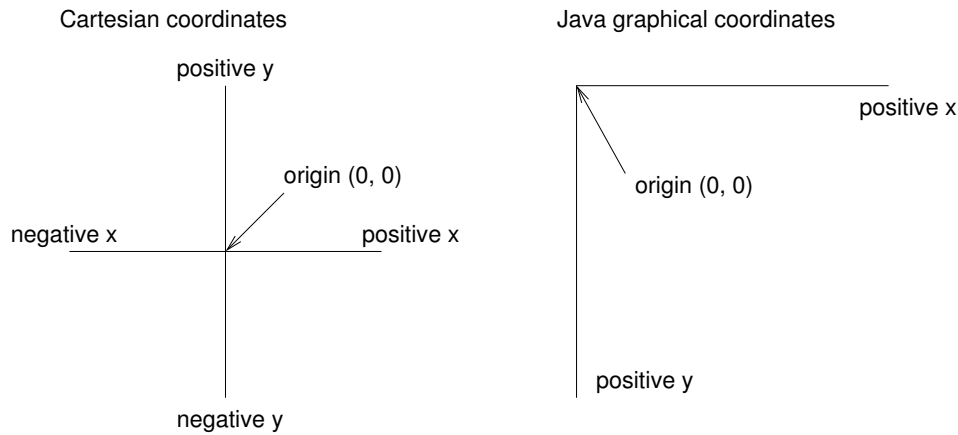 Cartesian coordinates
positive y
origin (0, 0)
negative x
positive x
negative y
Java graphical coordinates
positive x
origin (0, 0)
positive y